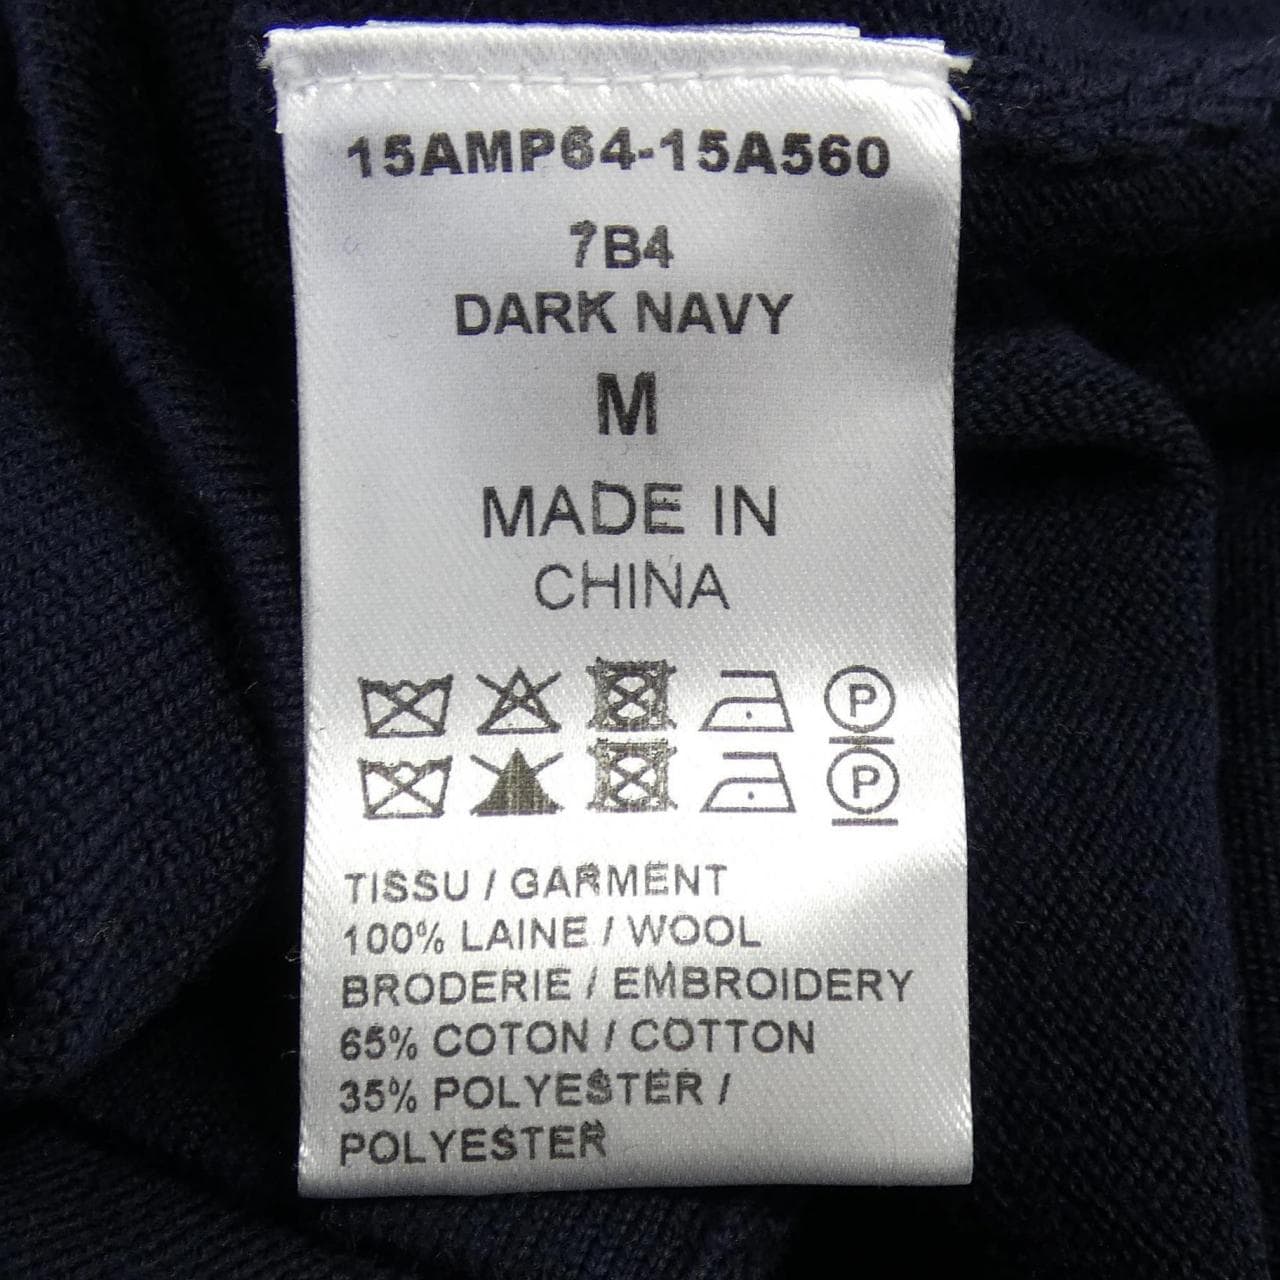 15AMP64-15A560
7B4
DARK NAVY
M
MADE IN
CHINA
P
P
TISSU / GARMENT
100% LAINE / WOOL
BRODERIE / EMBROIDERY
65% COTON / COTTON
35% POLYESTER /
POLYESTER